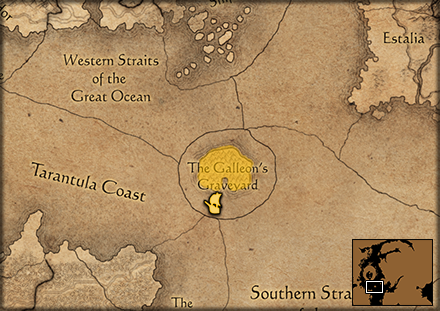 Western Straits
of the
Great Ocean
Estalia
The Galleon's
Graveyard
Tarantula Coast
Southern Stra
The